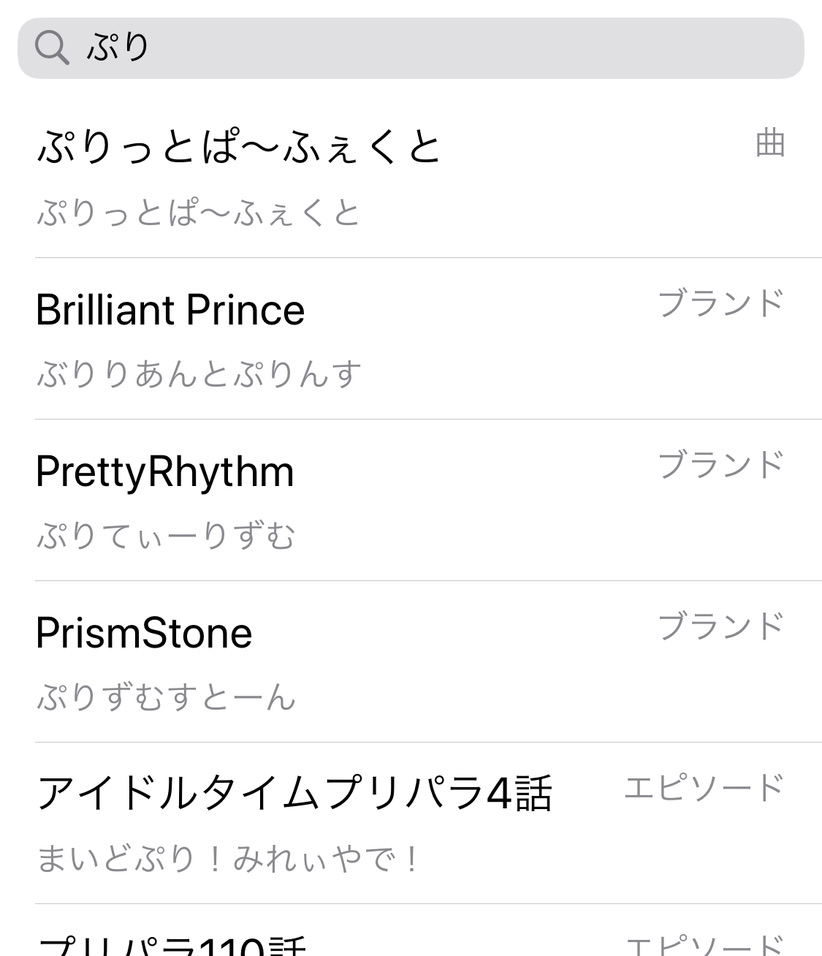 ぷり
ぷりっとぱ〜ふぇくと 曲
ぷりっとぱ〜ふぇくと
Brilliant Prince ブランド
ぶりりあんとぷりんす
PrettyRhythm ブランド
ぷりてぃーりずむ
PrismStone ブランド
ぷりずむすとーん
アイドルタイムプリパラ4話 エピソード
まいどぷり！みれぃやで！
プリパラ110話 エピソード